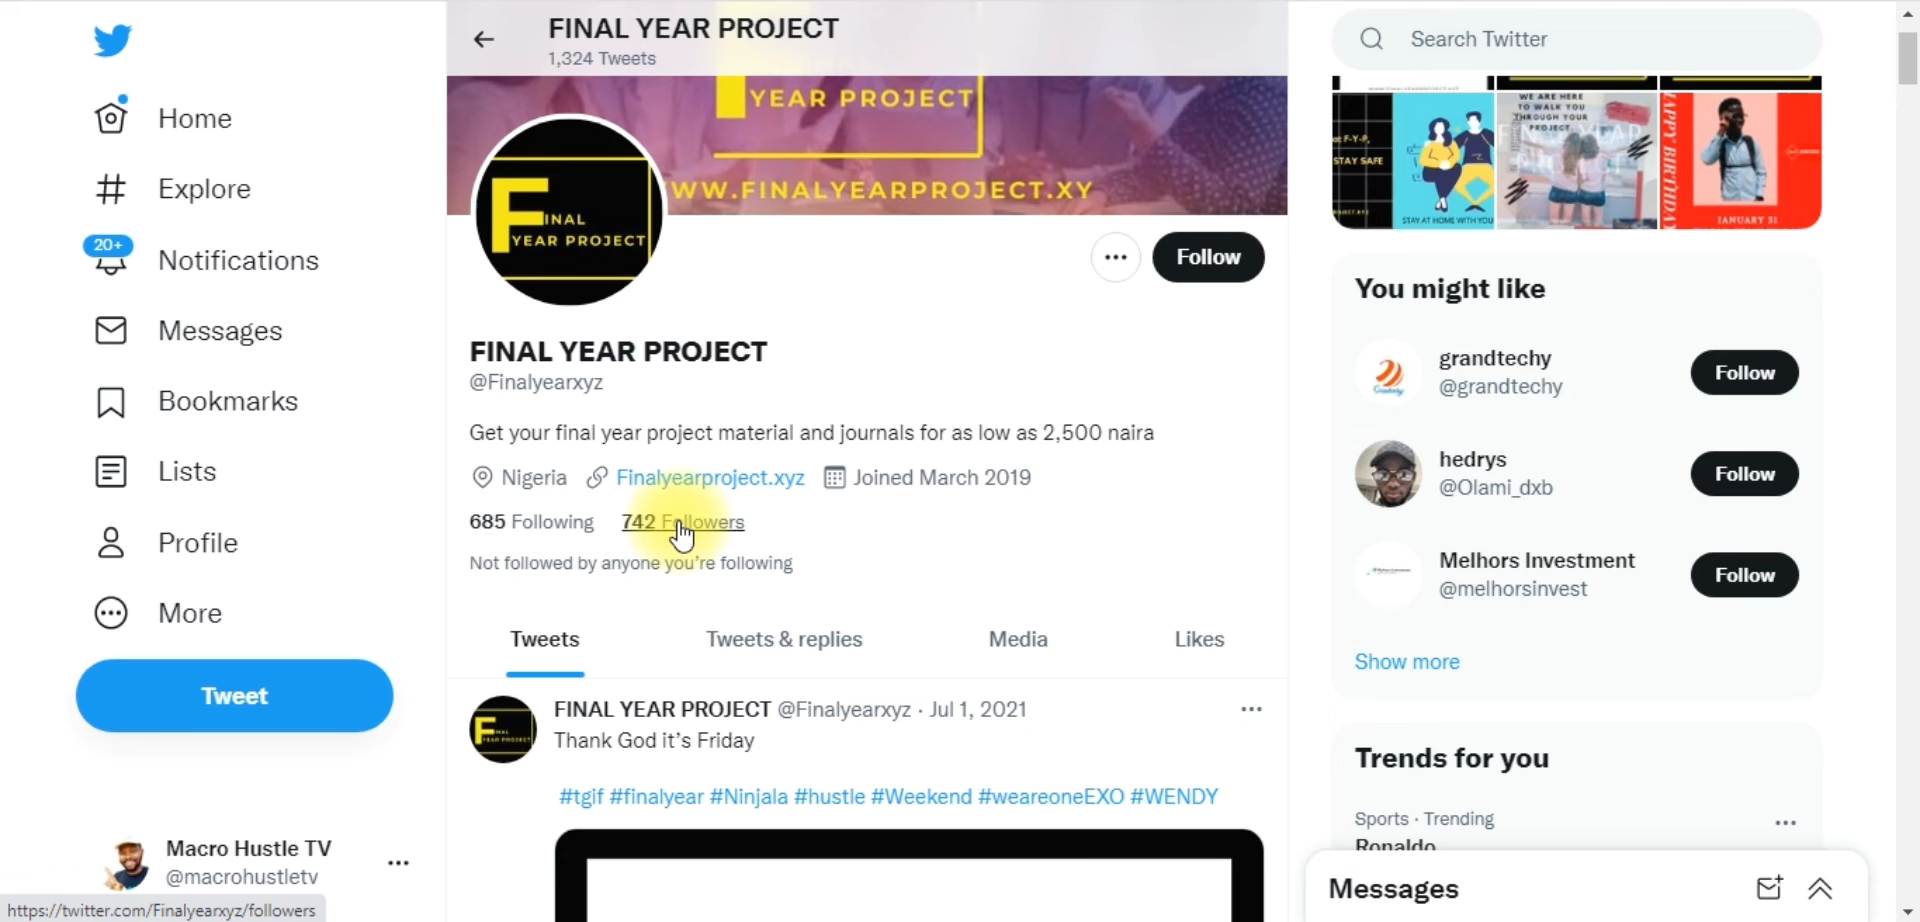 Home
Explore
20+
Notifications
Messages
Bookmarks
Lists
Profile
More
Tweet
Macro Hustle TV
@macrohustletv
https://twitter.com/Finalyearxyz/followers
FINAL YEAR PROJECT
1,324 Tweets
YEAR PROJECT
WW.FINALYEARPROJECT.XY
FINAL
YEAR PROJECT
Follow
FINAL YEAR PROJECT
@Finalyearxyz
Get your final year project material and journals for as low as 2,500 naira
Nigeria Finalyearproject.xyz Joined March 2019
685 Following 742 Followers
Not followed by anyone you're following
Tweets Tweets & replies Media Likes
FINAL YEAR PROJECT @Finalyearxyz · Jul 1, 2021
Thank God it's Friday
#tgif #finalyear #Ninjala #hustle #Weekend #weareoneEXO #WENDY
Search Twitter
at F-Y-P,
STAY SAFE
STAY AT HOME WITH YOU
WE ARE HERE
TO WALK YOU
THROUGH YOUR
PROJECT.
HAPPY BIRTHDAY
JANUARY 31
You might like
grandtechy
@grandtechy
Follow
hedrys
@Olami_dxb
Follow
Melhors Investment
@melhorsinvest
Follow
Show more
Trends for you
Sports · Trending
Ronaldo
Messages